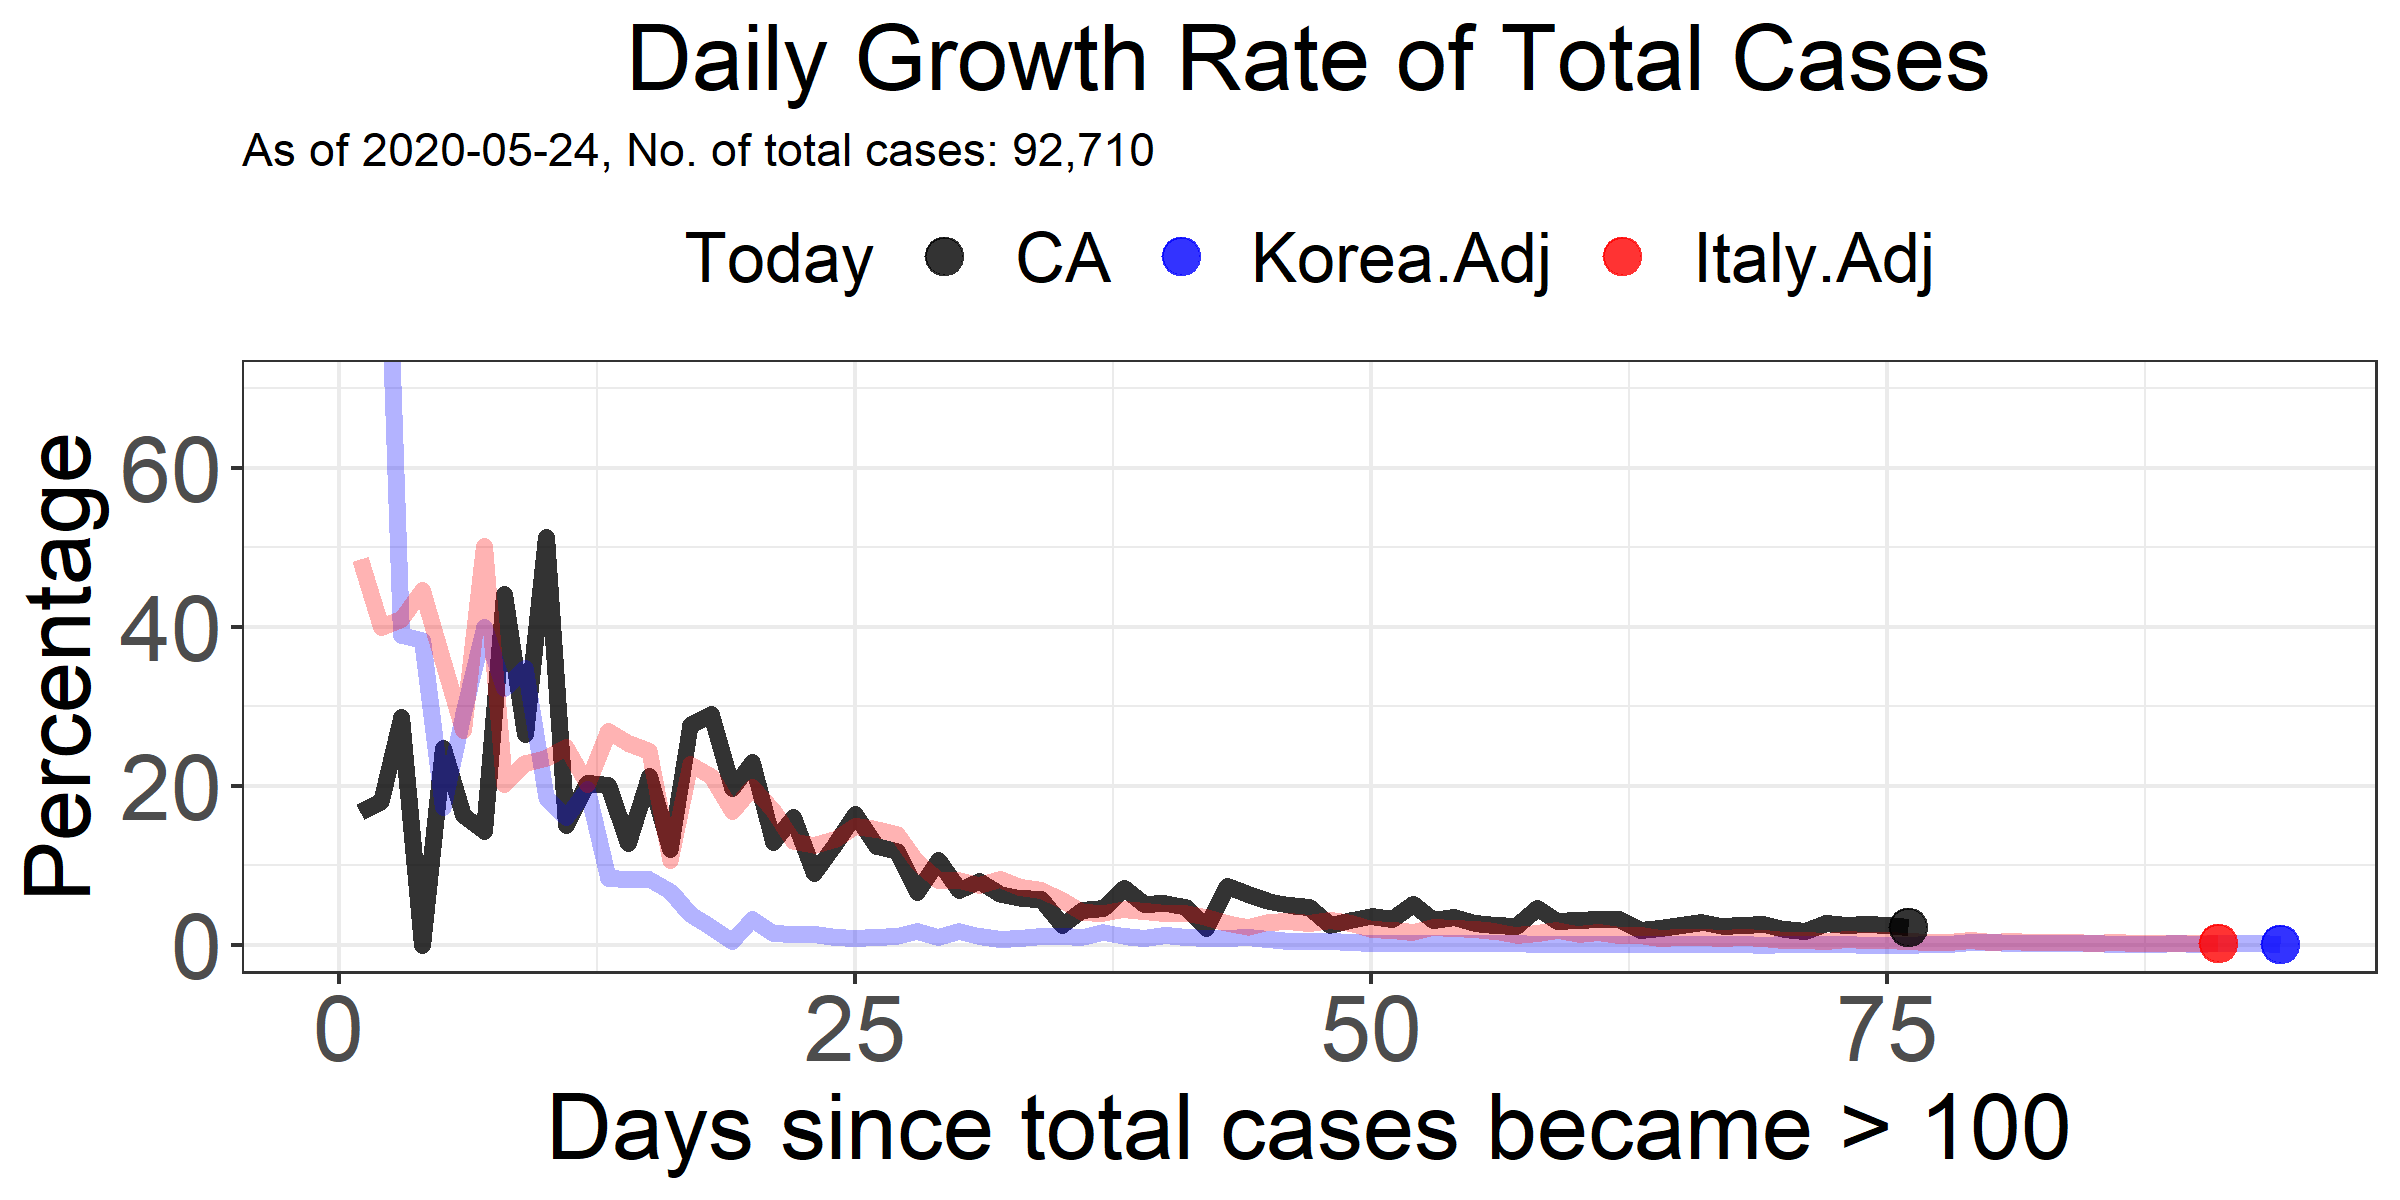 Daily Growth Rate of Total Cases
As of 2020-05-24, No. of total cases: 92,710
Today CA Korea.Adj Italy.Adj
Percentage
60
40
20
0
0 25 50 75
Days since total cases became > 100